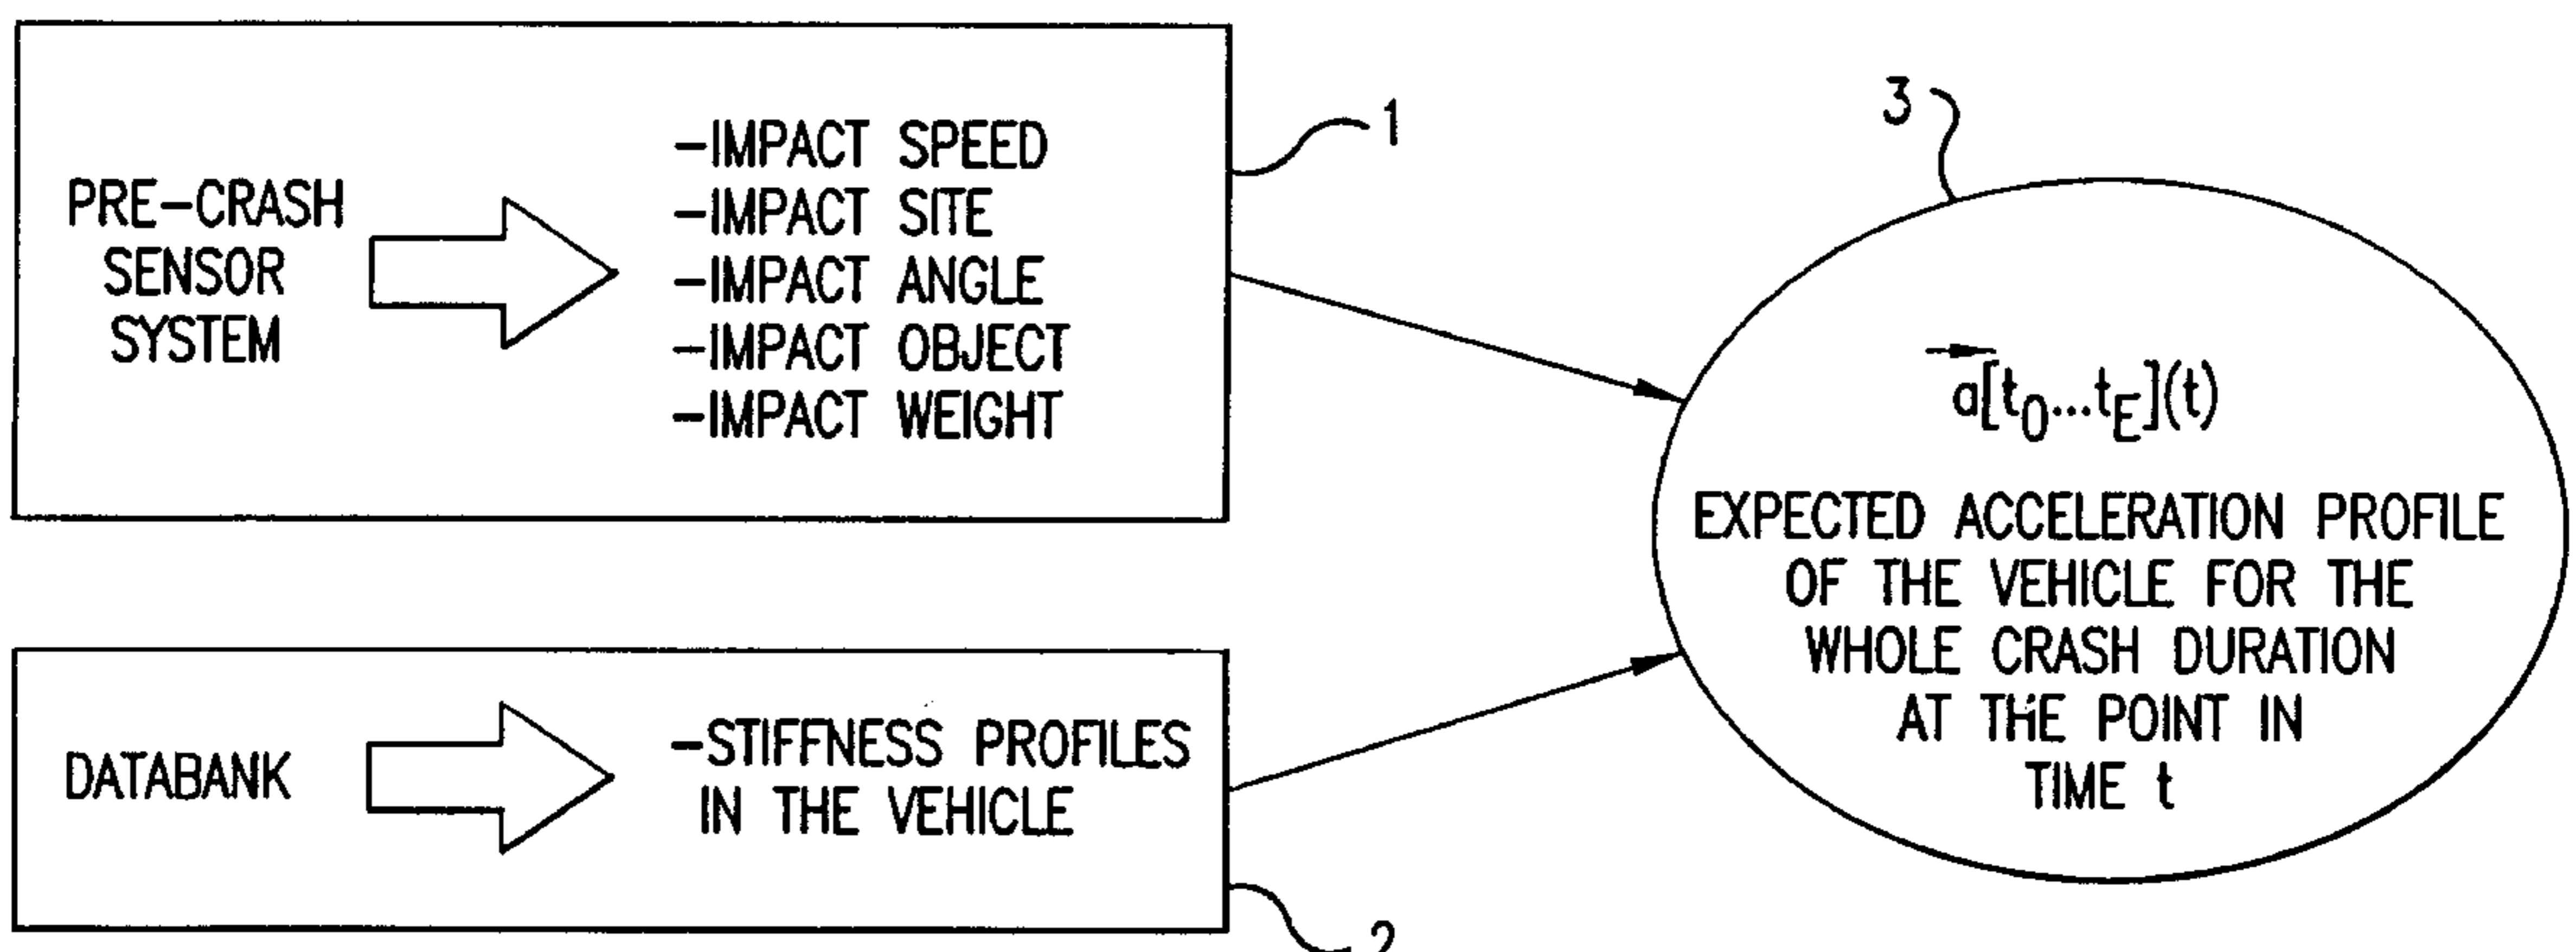 PRE-CRASH
SENSOR
SYSTEM
-IMPACT SPEED
-IMPACT SITE
-IMPACT ANGLE
-IMPACT OBJECT
-IMPACT WEIGHT
1
DATABANK
-STIFFNESS PROFILES
IN THE VEHICLE
2
3
a[t0...tE](t)
EXPECTED ACCELERATION PROFILE
OF THE VEHICLE FOR THE
WHOLE CRASH DURATION
AT THE POINT IN
TIME t